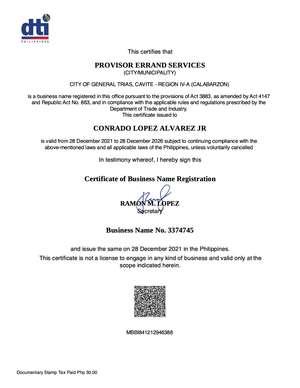 dti
PHILIPPINES
This certifies that
PROVISOR ERRAND SERVICES
(CITY/MUNICIPALITY)
CITY OF GENERAL TRIAS, CAVITE - REGION IV-A (CALABARZON)
is a business name registered in this office pursuant to the provisions of Act 3883, as amended by Act 4147
and Republic Act No. 863, and in compliance with the applicable rules and regulations prescribed by the
Department of Trade and Industry.
This certificate issued to
CONRADO LOPEZ ALVAREZ JR
is valid from 28 December 2021 to 28 December 2026 subject to continuing compliance with the
above-mentioned laws and all applicable laws of the Philippines, unless voluntarily cancelled
In testimony whereof, I hereby sign this
Certificate of Business Name Registration
RAMON M. LOPEZ
Secretary
Business Name No. 3374745
and issue the same on 28 December 2021 in the Philippines.
This certificate is not a license to engage in any kind of business and valid only at the
scope indicated herein.
MBBI841212946388
Documentary Stamp Tax Paid Php 30.00